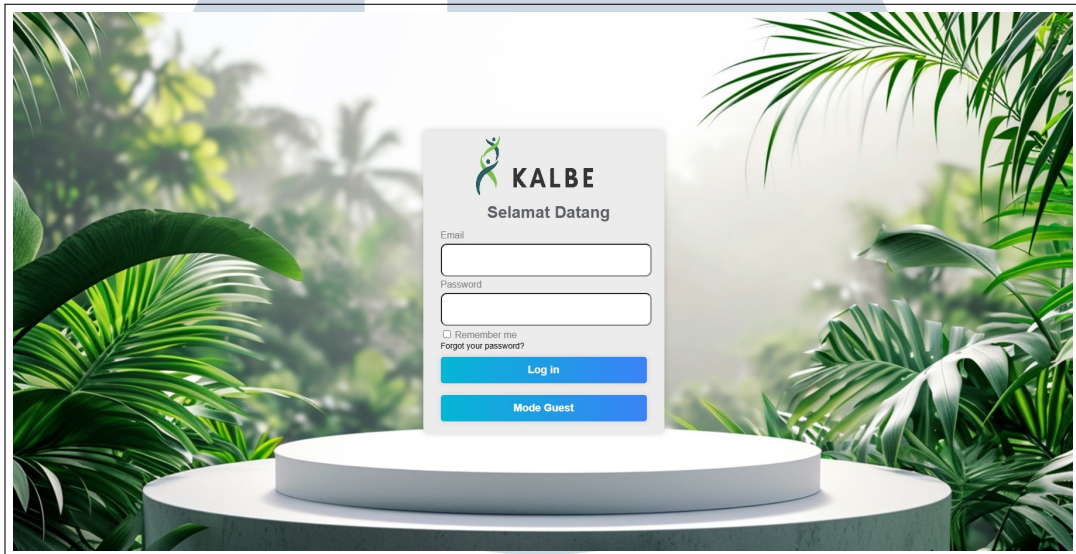 KALBE
Selamat Datang
Email
Password
Remember me
Forgot your password?
Log in
Mode Guest